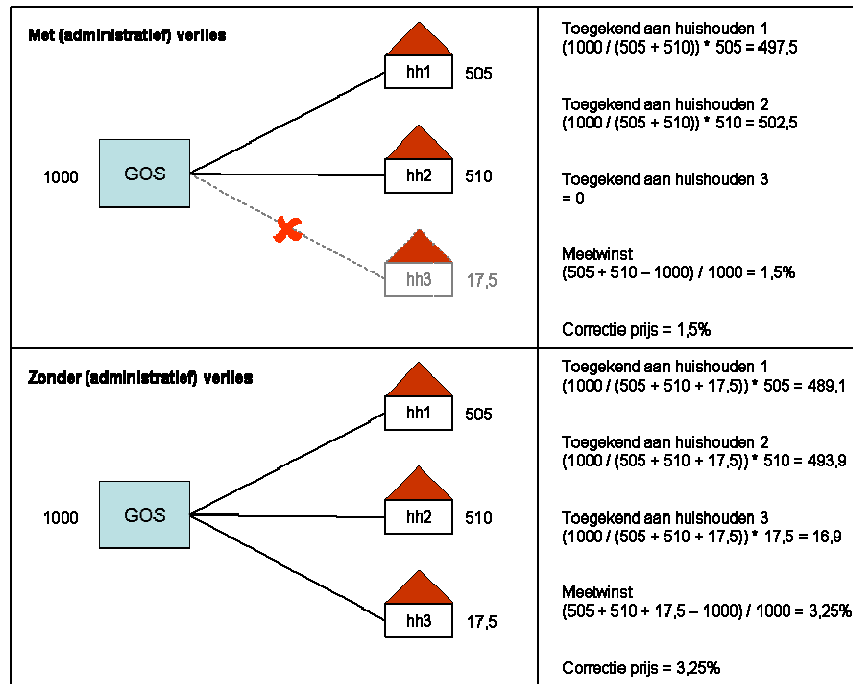 Met (administratief) verlies
hh1
505
1000
GOS
hh2
510
hh3
17,5
Toegekend aan huishouden 1
(1000 / (505 + 510)) * 505 = 497,5
Toegekend aan huishouden 2
(1000 / (505 + 510)) * 510 = 502,5
Toegekend aan huishouden 3
= 0
Meetwinst
(505 + 510 – 1000) / 1000 = 1,5%
Correctie prijs = 1,5%
Zonder (administratief) verlies
hh1
505
1000
GOS
hh2
510
hh3
17,5
Toegekend aan huishouden 1
(1000 / (505 + 510 + 17,5)) * 505 = 489,1
Toegekend aan huishouden 2
(1000 / (505 + 510 + 17,5)) * 510 = 493,9
Toegekend aan huishouden 3
(1000 / (505 + 510 + 17,5)) * 17,5 = 16,9
Meetwinst
(505 + 510 + 17,5 – 1000) / 1000 = 3,25%
Correctie prijs = 3,25%